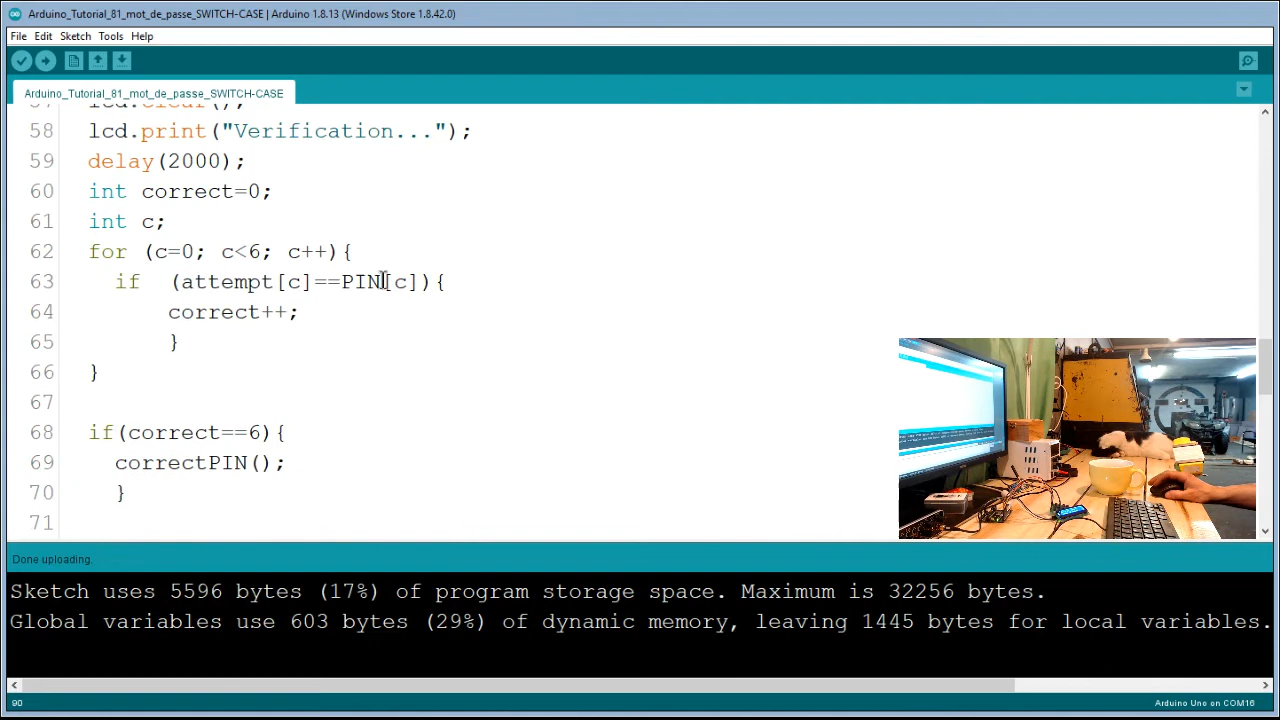 Arduino_Tutorial_81_mot_de_passe_SWITCH-CASE | Arduino 1.8.13 (Windows Store 1.8.42.0)
File Edit Sketch Tools Help
Arduino_Tutorial_81_mot_de_passe_SWITCH-CASE
57 lcd.clear();
58 lcd.print("Verification...");
59 delay(2000);
60 int correct=0;
61 int c;
62 for (c=0; c<6; c++){
63 if (attempt[c]==PIN[c]){
64 correct++;
65 }
66 }
67
68 if(correct==6){
69 correctPIN();
70 }
71
Done uploading.
Sketch uses 5596 bytes (17%) of program storage space. Maximum is 32256 bytes.
Global variables use 603 bytes (29%) of dynamic memory, leaving 1445 bytes for local variables.
90
Arduino Uno on COM16